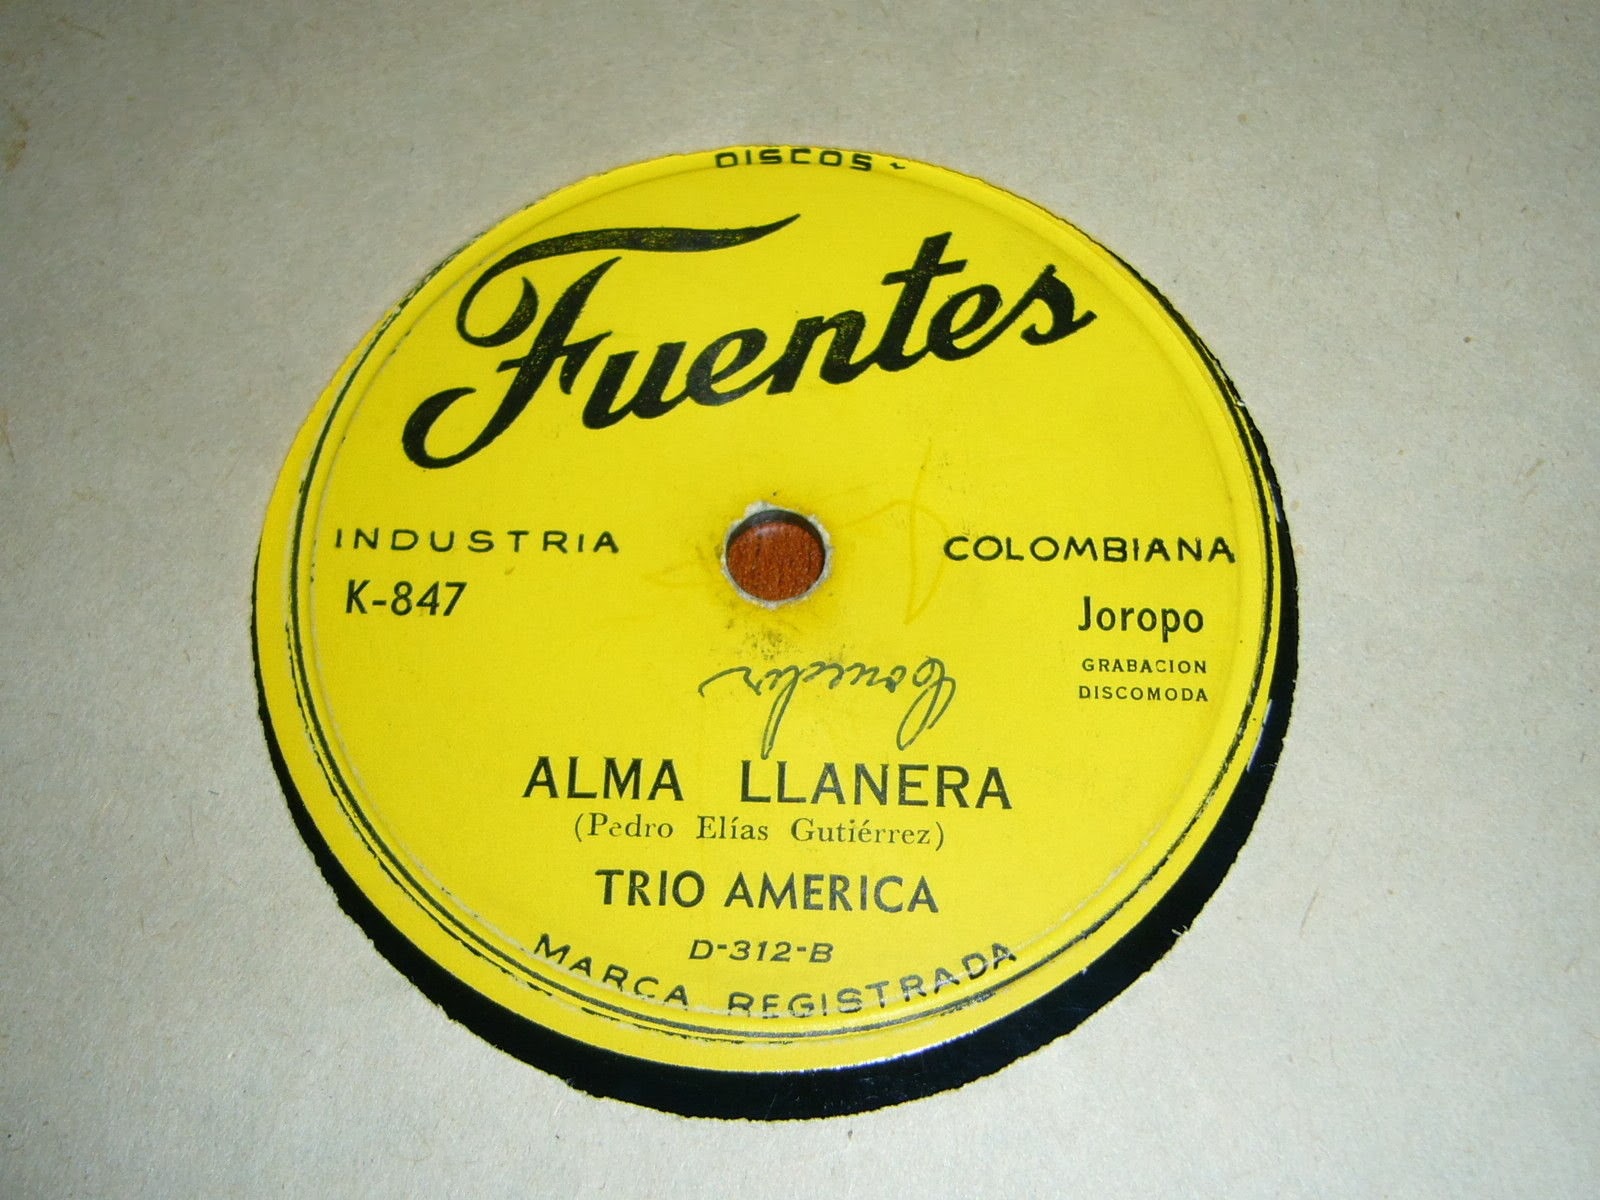 DISCOS
Fuentes
INDUSTRIA COLOMBIANA
K-847
Joropo
GRABACION
DISCOMODA
ALMA LLANERA
(Pedro Elías Gutiérrez)
TRIO AMERICA
D-312-B
MARCA REGISTRADA